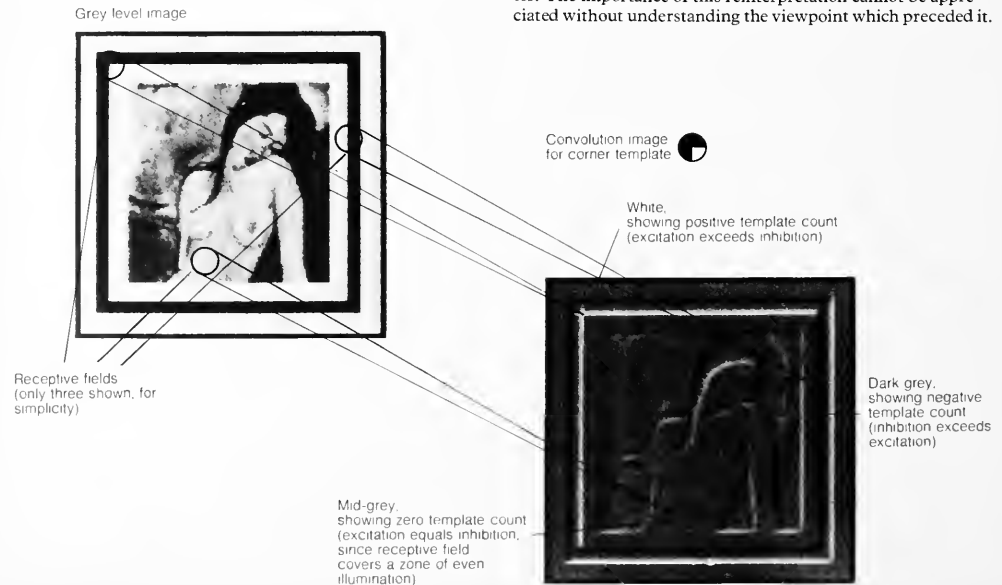 ciated without understanding the viewpoint which preceded it.
Grey level image
Convolution image
for corner template
White,
showing positive template count
(excitation exceeds inhibition)
Receptive fields
(only three shown, for
simplicity)
Dark grey,
showing negative
template count
(inhibition exceeds
excitation)
Mid-grey,
showing zero template count
(excitation equals inhibition,
since receptive field
covers a zone of even
illumination)